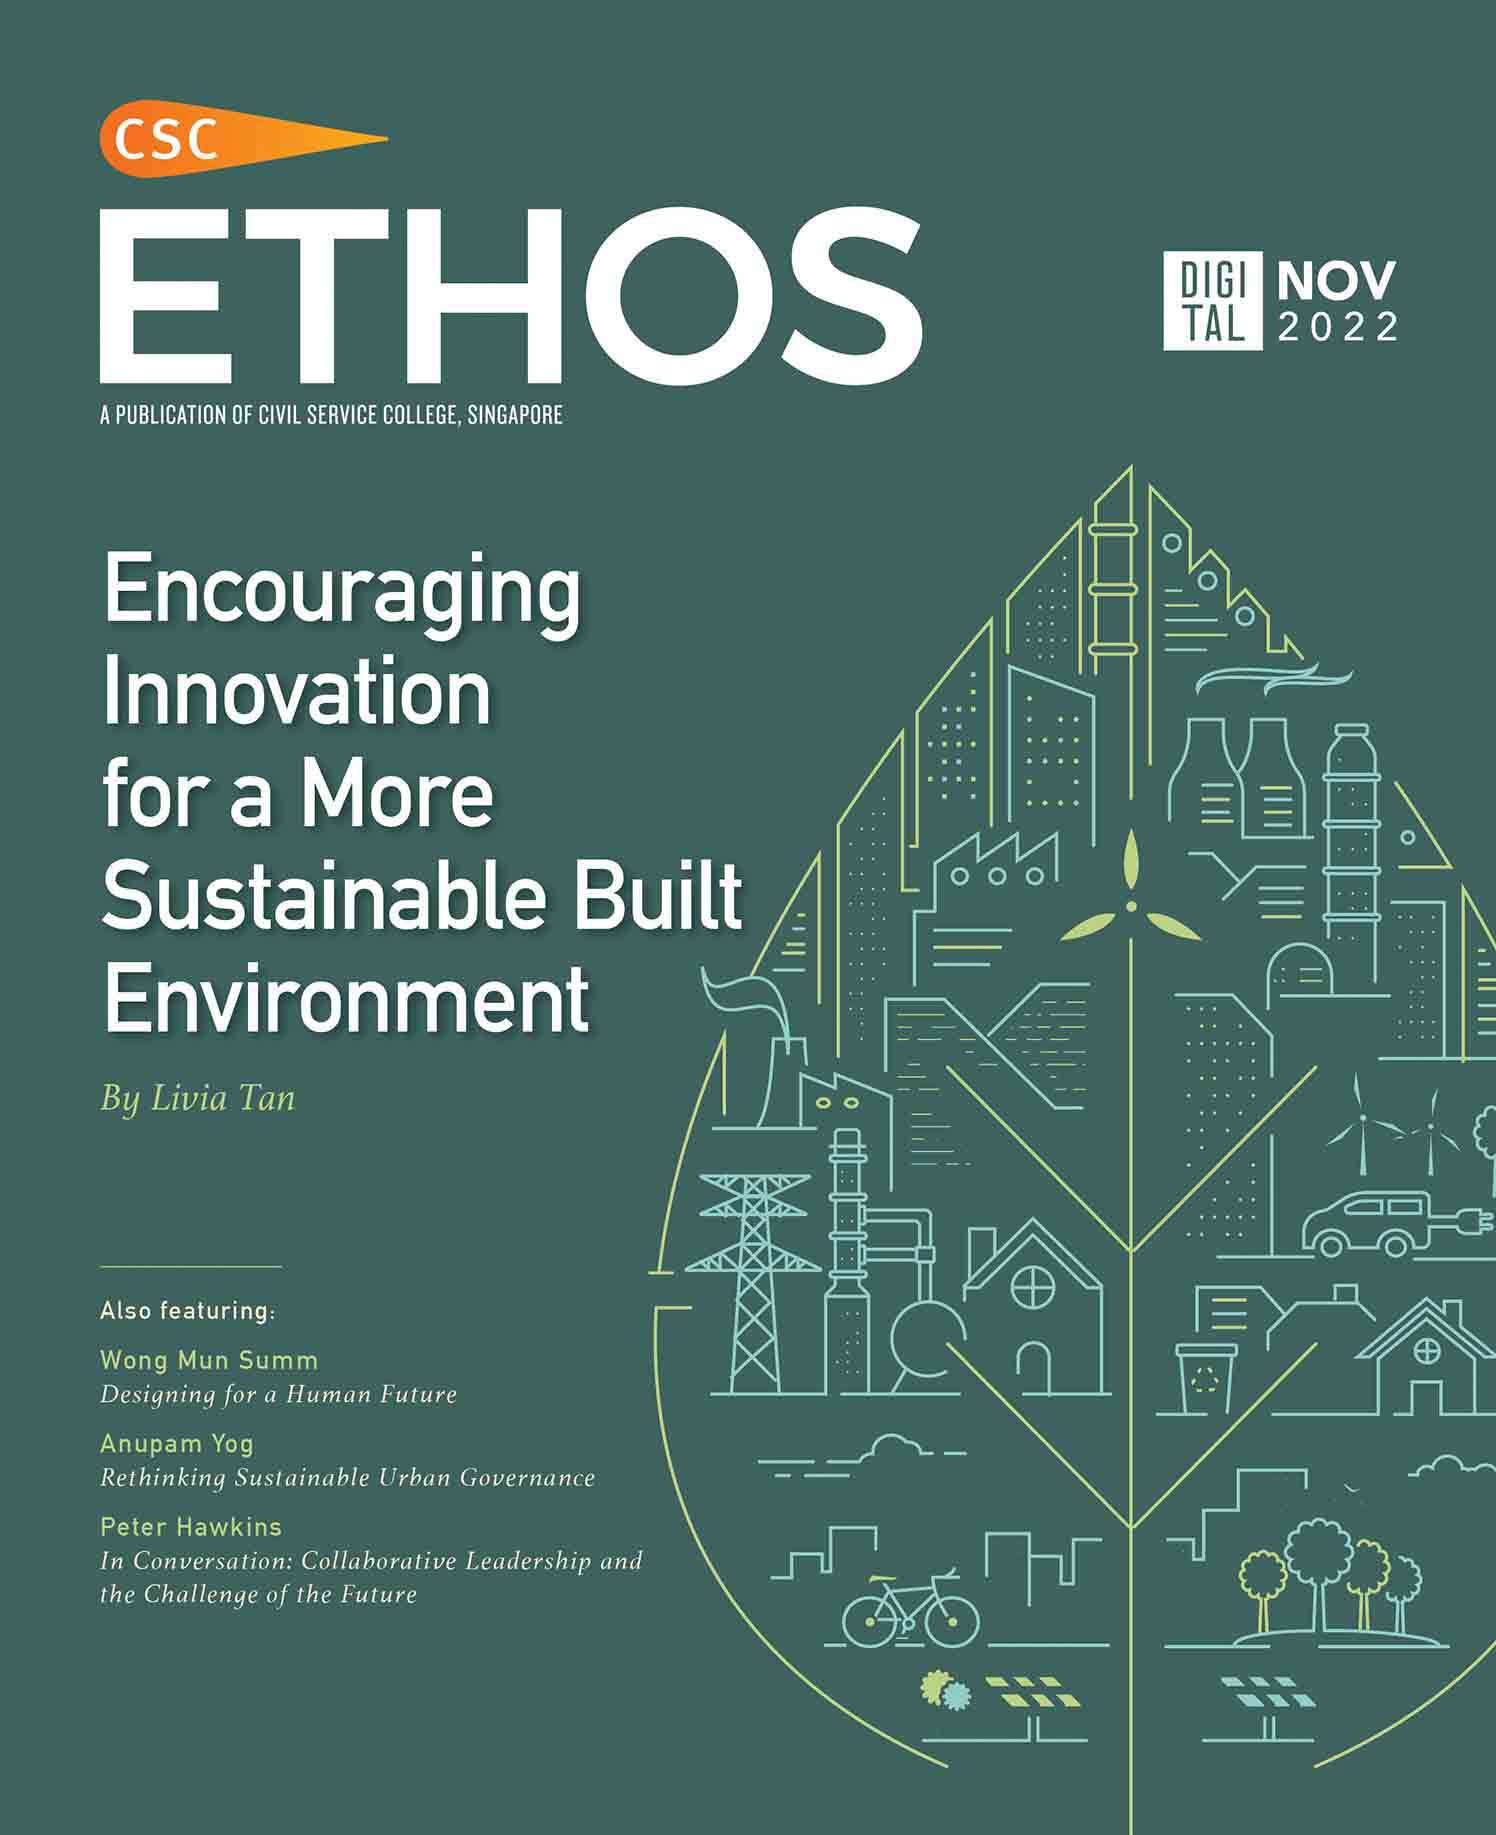 CSC
ETHOS
DIGI
TAL
NOV
2022
A PUBLICATION OF CIVIL SERVICE COLLEGE, SINGAPORE
Encouraging
Innovation
for a More
Sustainable Built
Environment
By Livia Tan
Also featuring:
Wong Mun Summ
Designing for a Human Future
Anupam Yog
Rethinking Sustainable Urban Governance
Peter Hawkins
In Conversation: Collaborative Leadership and
the Challenge of the Future